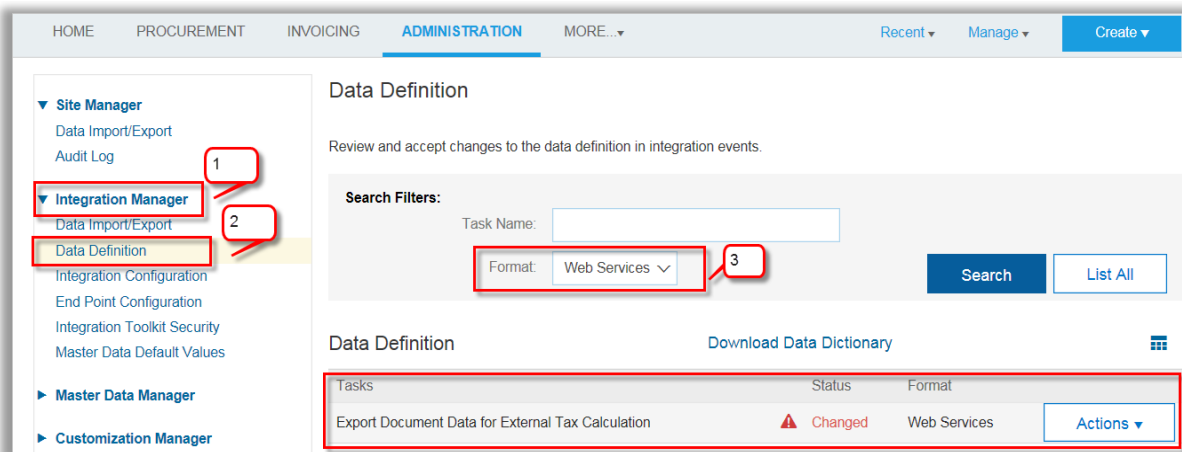 HOME PROCUREMENT INVOICING ADMINISTRATION MORE... Recent Manage Create
Site Manager
Data Import/Export
Audit Log
1
Integration Manager
Data Import/Export
2
Data Definition
Integration Configuration
End Point Configuration
Integration Toolkit Security
Master Data Default Values
Master Data Manager
Customization Manager
Data Definition
Review and accept changes to the data definition in integration events.
Search Filters:
Task Name:
Format: Web Services
3
Search List All
Data Definition Download Data Dictionary
Tasks Status Format
Export Document Data for External Tax Calculation Changed Web Services Actions